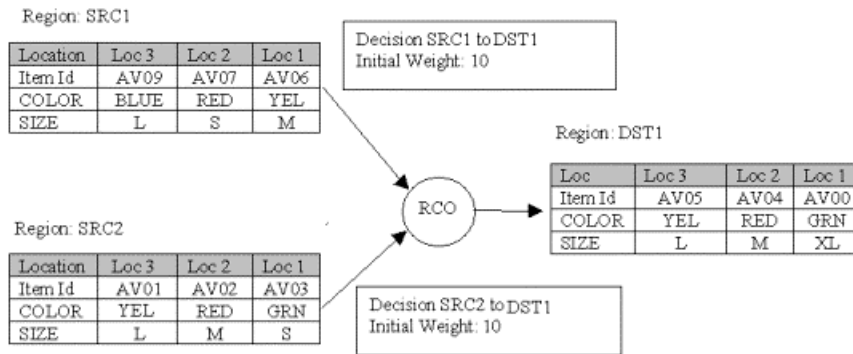 Region: SRC1
Location Loc 3 Loc 2 Loc 1
Item Id AV09 AV07 AV06
COLOR BLUE RED YEL
SIZE L S M
Decision SRC1 to DST1
Initial Weight: 10
Region: SRC2
Location Loc 3 Loc 2 Loc 1
Item Id AV01 AV02 AV03
COLOR YEL RED GRN
SIZE L M S
Decision SRC2 to DST1
Initial Weight: 10
RCO
Region: DST1
Loc Loc 3 Loc 2 Loc 1
Item Id AV05 AV04 AV00
COLOR YEL RED GRN
SIZE L M XL